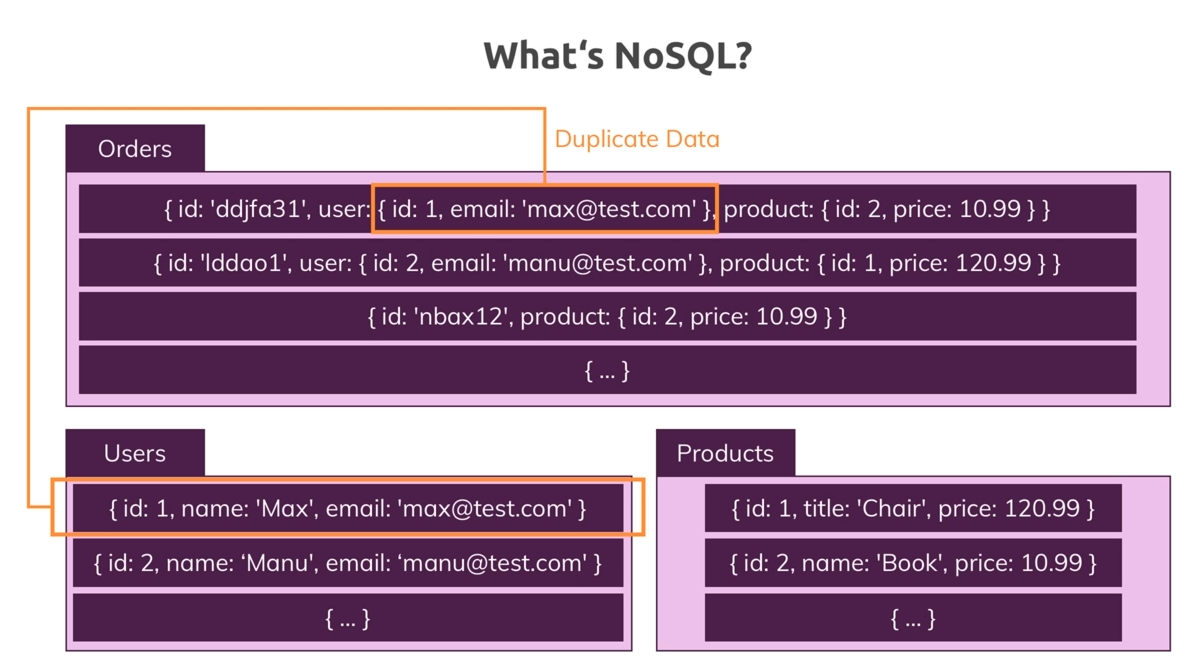 What‘s NoSQL?
Duplicate Data
Orders
{ id: 'ddjfa31', user: { id: 1, email: 'max@test.com' }, product: { id: 2, price: 10.99 } }
{ id: 'lddao1', user: { id: 2, email: 'manu@test.com' }, product: { id: 1, price: 120.99 } }
{ id: 'nbax12', product: { id: 2, price: 10.99 } }
{ ... }
Users
{ id: 1, name: 'Max', email: 'max@test.com' }
{ id: 2, name: ‘Manu', email: ‘manu@test.com' }
{ ... }
Products
{ id: 1, title: 'Chair', price: 120.99 }
{ id: 2, name: 'Book', price: 10.99 }
{ ... }